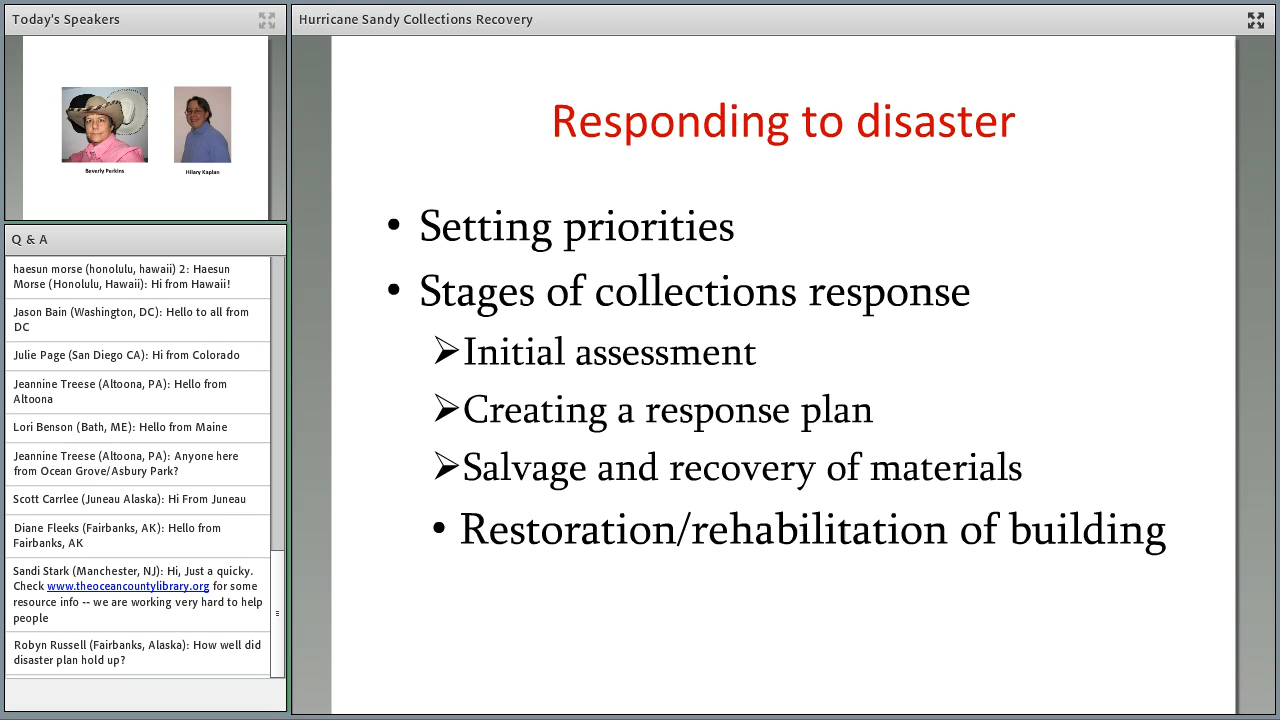 Today's Speakers
Beverly Perkins
Hilary Kaplan
Q & A
haesun morse (honolulu, hawaii) 2: Haesun
Morse (Honolulu, Hawaii): Hi from Hawaii!
Jason Bain (Washington, DC): Hello to all from
DC
Julie Page (San Diego CA): Hi from Colorado
Jeannine Treese (Altoona, PA): Hello from
Altoona
Lori Benson (Bath, ME): Hello from Maine
Jeannine Treese (Altoona, PA): Anyone here
from Ocean Grove/Asbury Park?
Scott Carrlee (Juneau Alaska): Hi From Juneau
Diane Fleeks (Fairbanks, AK): Hello from
Fairbanks, AK
Sandi Stark (Manchester, NJ): Hi, Just a quicky.
Check www.theoceancountylibrary.org for some
resource info -- we are working very hard to help
people
Robyn Russell (Fairbanks, Alaska): How well did
disaster plan hold up?
Hurricane Sandy Collections Recovery
Responding to disaster
• Setting priorities
• Stages of collections response
➢Initial assessment
➢Creating a response plan
➢Salvage and recovery of materials
• Restoration/rehabilitation of building